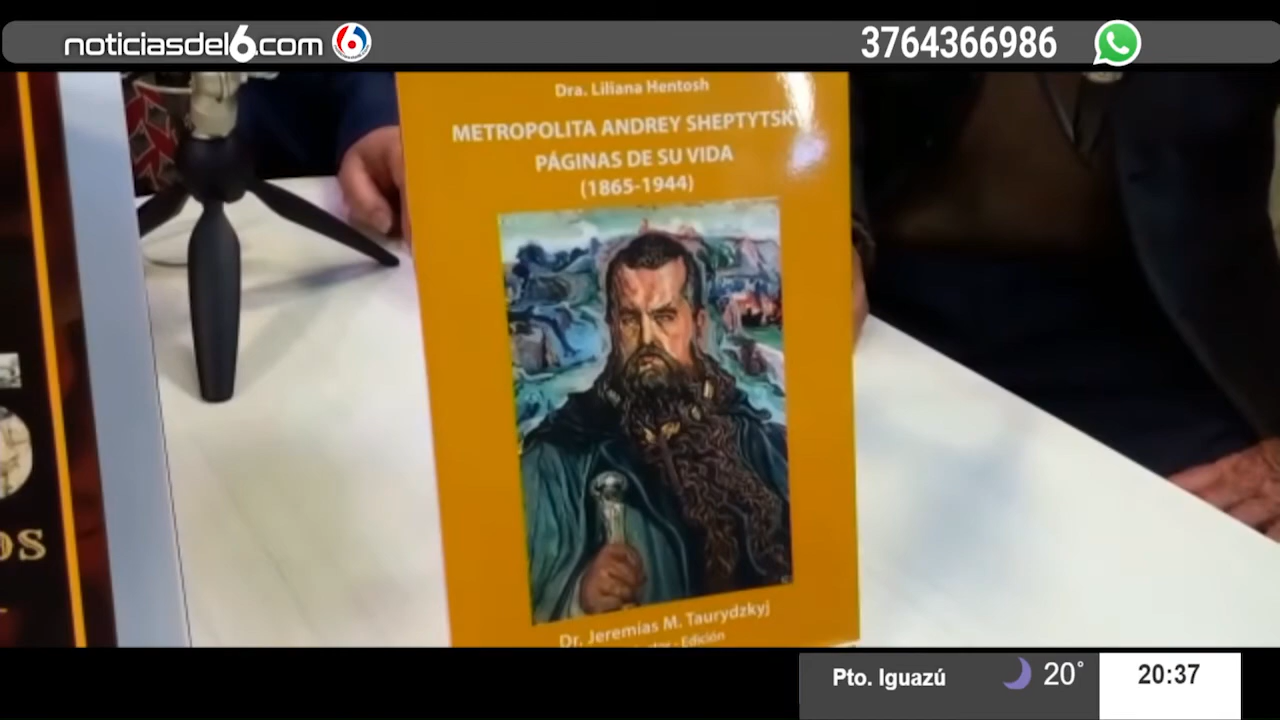 noticiasdel6.com
3764366986
Dra. Liliana Hentosh
METROPOLITA ANDREY SHEPTYTSKY
PÁGINAS DE SU VIDA
(1865-1944)
OS
Dr. Jeremías M. Taurydzkyj
- Edición
Pto. Iguazú 20°
20:37